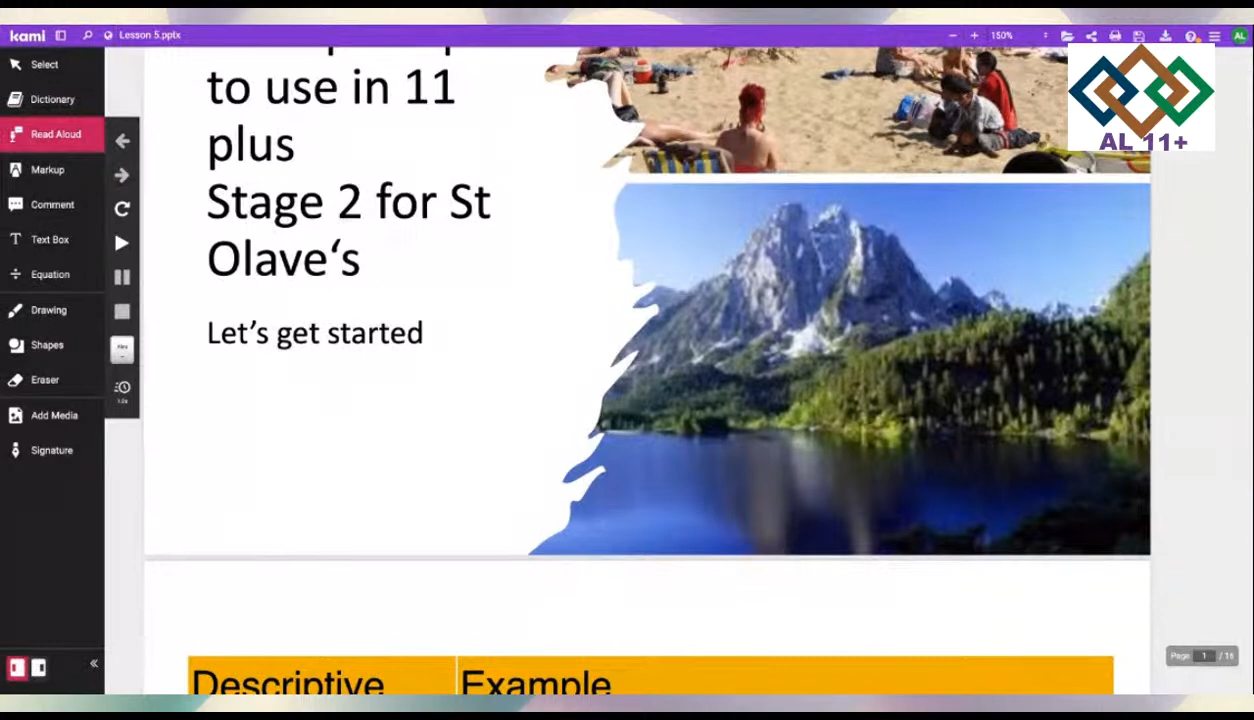 kami
Lesson 5.pptx
150%
AL
Select
Dictionary
Read Aloud
Markup
Comment
Text Box
Equation
Drawing
Shapes
Eraser
Add Media
Signature
to use in 11
plus
Stage 2 for St
Olave‘s
Let’s get started
AL 11+
Descriptive
Example
Page 1 / 16